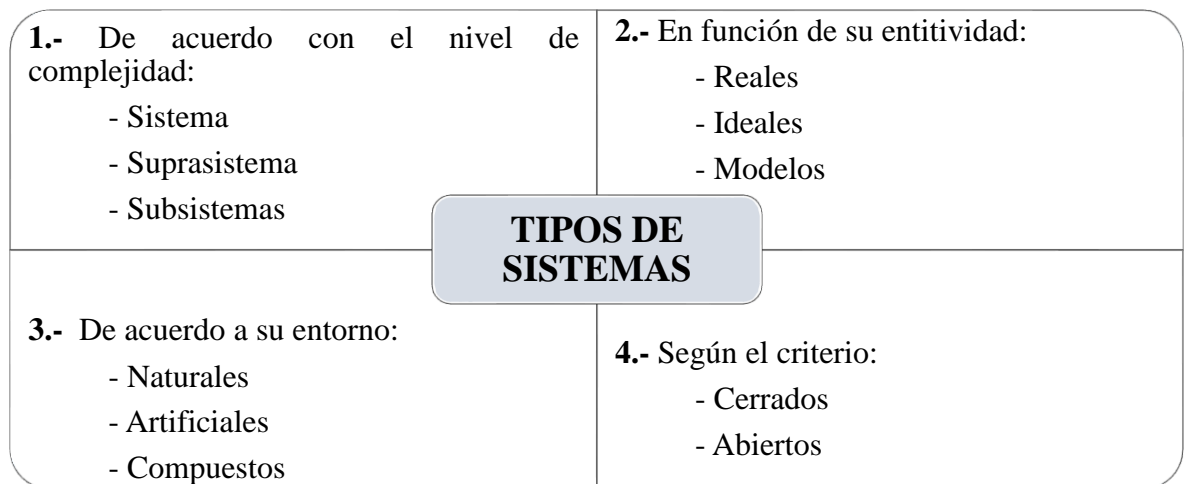 1.- De acuerdo con el nivel de
complejidad:
- Sistema
- Suprasistema
- Subsistemas
2.- En función de su entitividad:
- Reales
- Ideales
- Modelos
TIPOS DE
SISTEMAS
3.- De acuerdo a su entorno:
- Naturales
- Artificiales
- Compuestos
4.- Según el criterio:
- Cerrados
- Abiertos